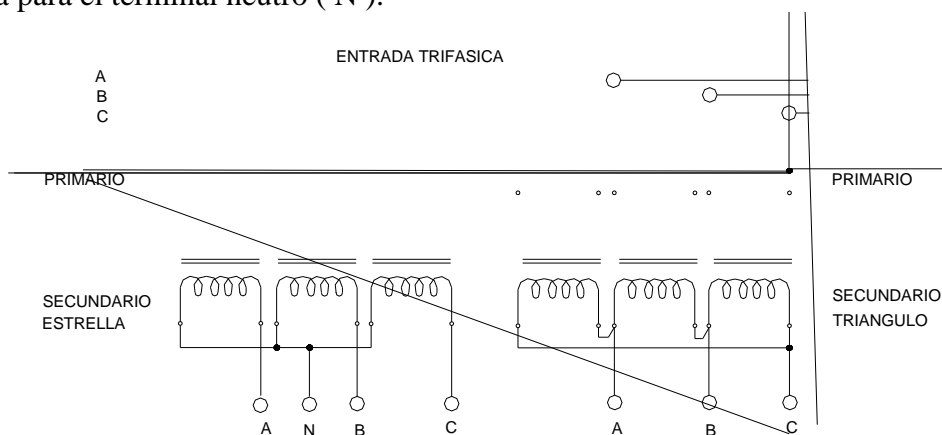 para el terminal neutro ( N ).
ENTRADA TRIFASICA
A
B
C
PRIMARIO
PRIMARIO
SECUNDARIO
ESTRELLA
SECUNDARIO
TRIANGULO
A
N
B
C
A
B
C